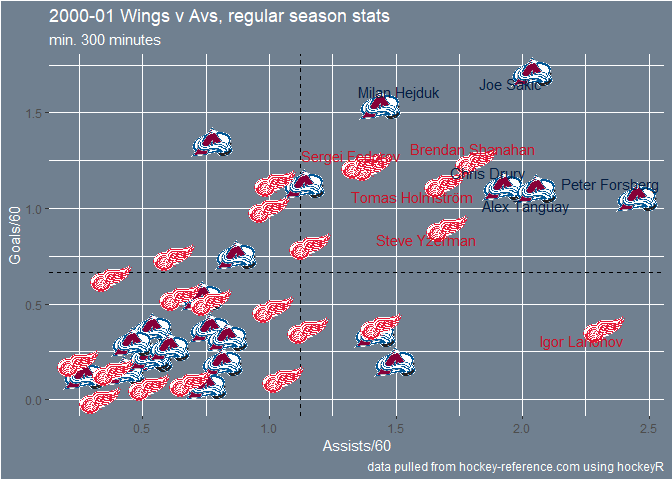 2000-01 Wings v Avs, regular season stats
min. 300 minutes
Joe Sakic
Milan Hejduk
Brendan Shanahan
Sergei Fedorov
Chris Drury
Peter Forsberg
Tomas Holmstrom
Alex Tanguay
Steve Yzerman
Igor Larionov
Goals/60
1.5
1.0
0.5
0.0
0.5
1.0
1.5
2.0
2.5
Assists/60
data pulled from hockey-reference.com using hockeyR